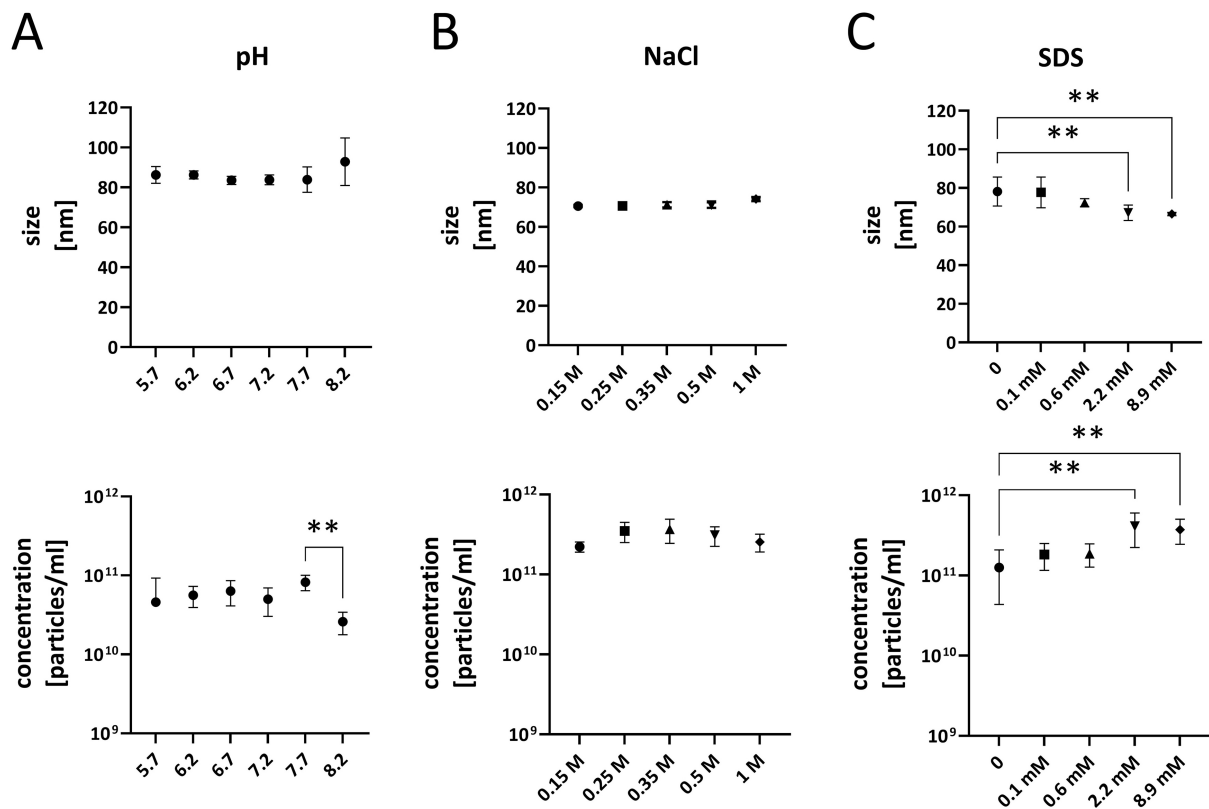 A
pH
size
[nm]
120
100
80
60
40
20
0
5.7
6.2
6.7
7.2
7.7
8.2
B
NaCl
size
[nm]
120
100
80
60
40
20
0
0.15 M
0.25 M
0.35 M
0.5 M
1 M
C
SDS
**
**
size
[nm]
120
100
80
60
40
20
0
0
0.1 mM
0.6 mM
2.2 mM
8.9 mM
concentration
[particles/ml]
10¹²
10¹¹
10¹⁰
10⁹
**
5.7
6.2
6.7
7.2
7.7
8.2
concentration
[particles/ml]
10¹²
10¹¹
10¹⁰
10⁹
0.15 M
0.25 M
0.35 M
0.5 M
1 M
concentration
[particles/ml]
**
**
10¹²
10¹¹
10¹⁰
10⁹
0
0.1 mM
0.6 mM
2.2 mM
8.9 mM